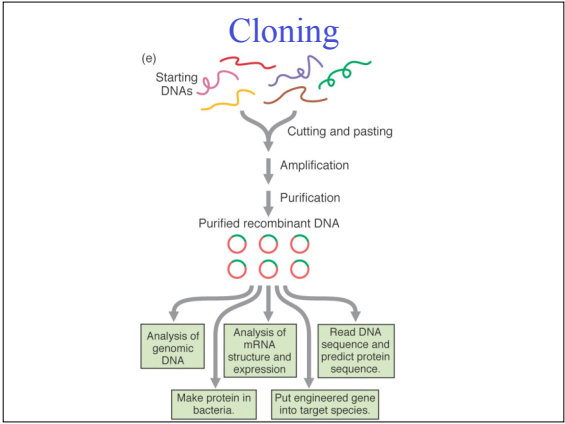 Cloning
(e)
Starting
DNAs
Cutting and pasting
Amplification
Purification
Purified recombinant DNA
Analysis of
genomic
DNA
Analysis of
mRNA
structure and
expression
Read DNA
sequence and
predict protein
sequence.
Make protein in
bacteria.
Put engineered gene
into target species.